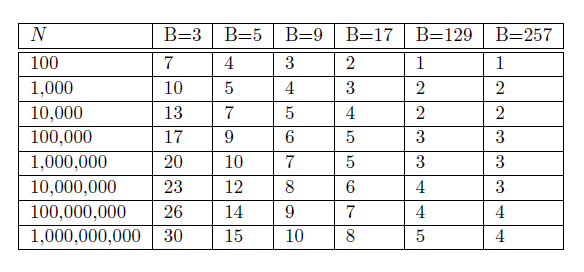 N B=3 B=5 B=9 B=17 B=129 B=257
100 7 4 3 2 1 1
1,000 10 5 4 3 2 2
10,000 13 7 5 4 2 2
100,000 17 9 6 5 3 3
1,000,000 20 10 7 5 3 3
10,000,000 23 12 8 6 4 3
100,000,000 26 14 9 7 4 4
1,000,000,000 30 15 10 8 5 4